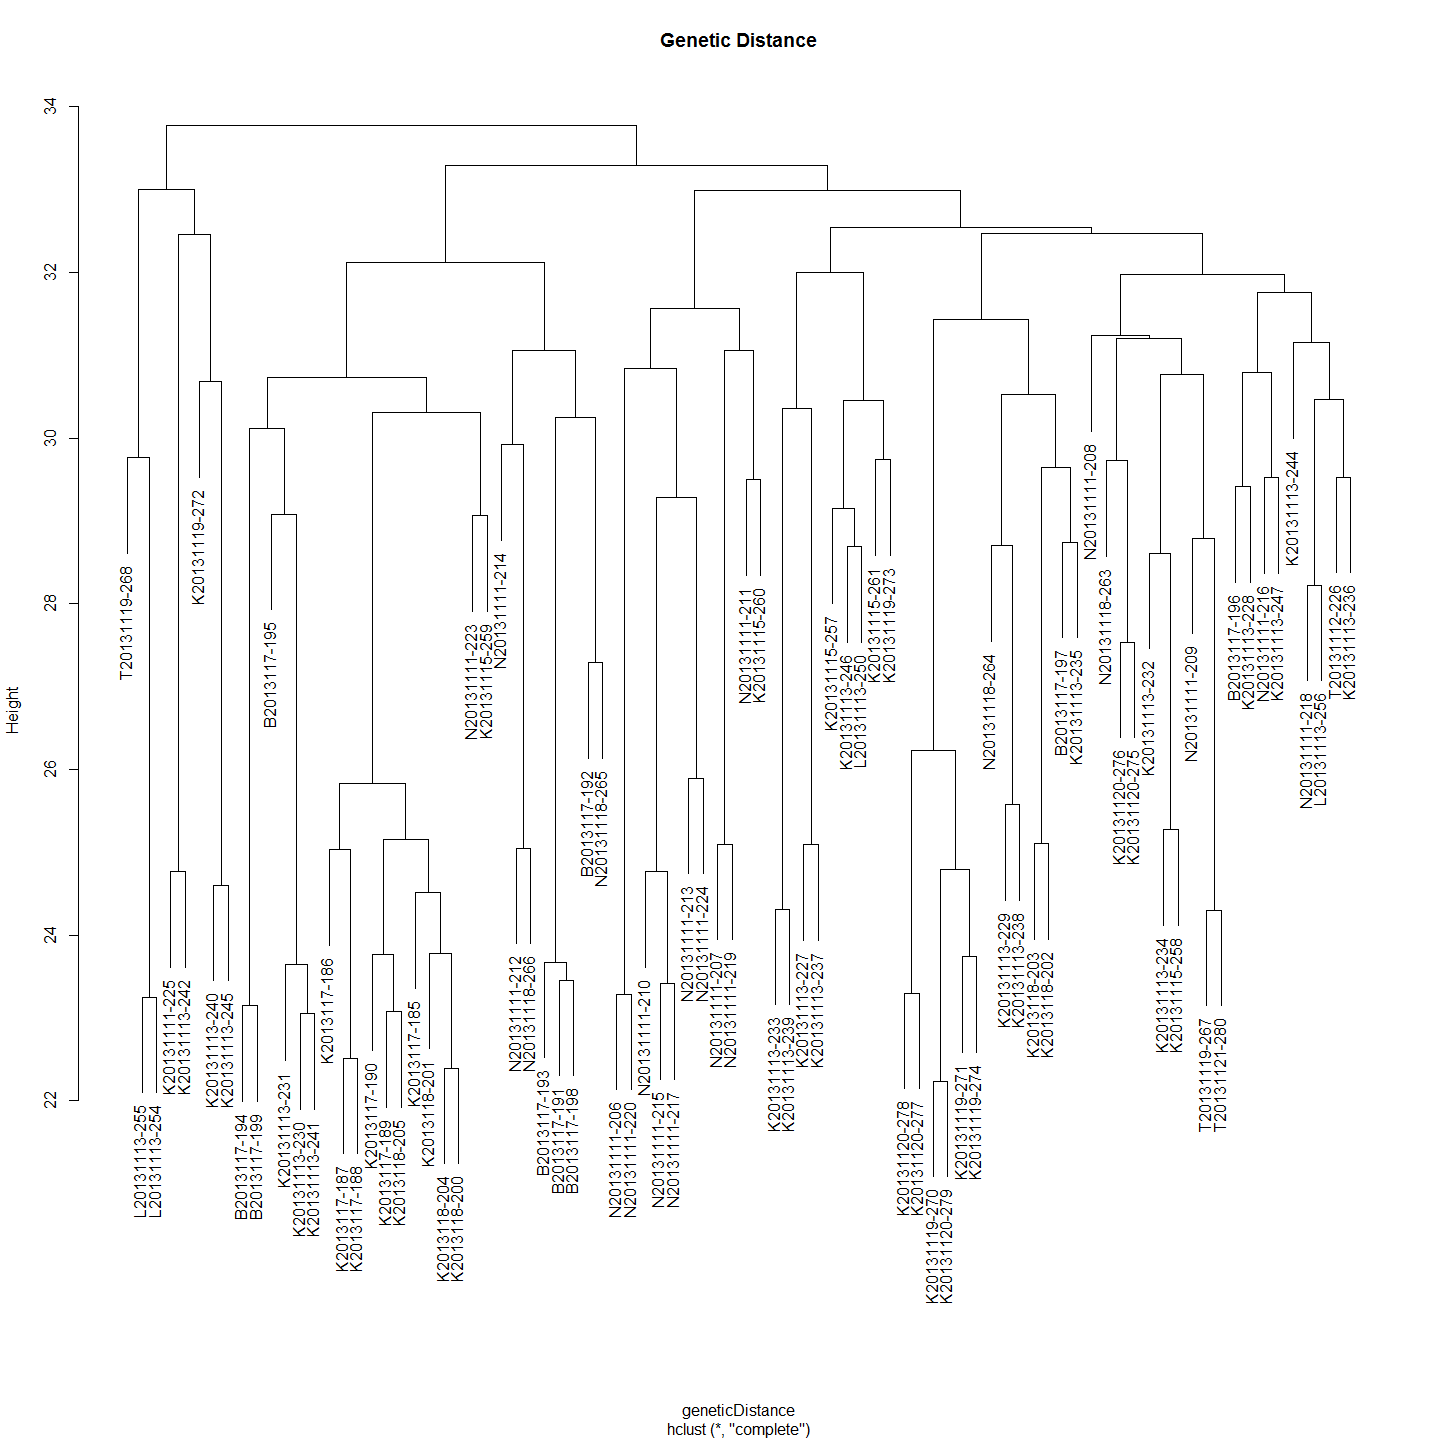 Genetic Distance
34
32
30
28
26
24
22
Height
T20131119-268
L20131113-255
L20131113-254
K20131111-225
K20131113-242
K20131119-272
K20131113-240
K20131113-245
B2013117-194
B2013117-199
B2013117-195
K20131113-231
K20131113-230
K20131113-241
K2013117-186
K2013117-187
K2013117-188
K2013117-190
K2013117-189
K2013118-205
K2013117-185
K2013118-201
K2013118-204
K2013118-200
N20131111-223
K20131115-259
N20131111-214
N20131111-212
N20131118-266
B2013117-193
B2013117-191
B2013117-198
B2013117-192
N20131118-265
N20131111-206
N20131111-220
N20131111-210
N20131111-215
N20131111-217
N20131111-213
N20131111-224
N20131111-207
N20131111-219
N20131111-211
K20131115-260
K20131113-233
K20131113-239
K20131113-227
K20131113-237
K20131115-257
K20131113-246
L20131113-250
K20131115-261
K20131119-273
K20131120-278
K20131120-277
K20131119-270
K20131120-279
K20131119-271
K20131119-274
N20131118-264
K20131113-229
K20131113-238
K2013118-203
K2013118-202
B2013117-197
K20131113-235
N20131111-208
N20131118-263
K20131120-276
K20131120-275
K20131113-232
K20131113-234
K20131115-258
N20131111-209
T20131119-267
T20131121-280
B2013117-196
K20131113-228
N20131111-216
K20131113-247
K20131113-244
N20131111-218
L20131113-256
T20131112-226
K20131113-236
geneticDistance
hclust (*, "complete")